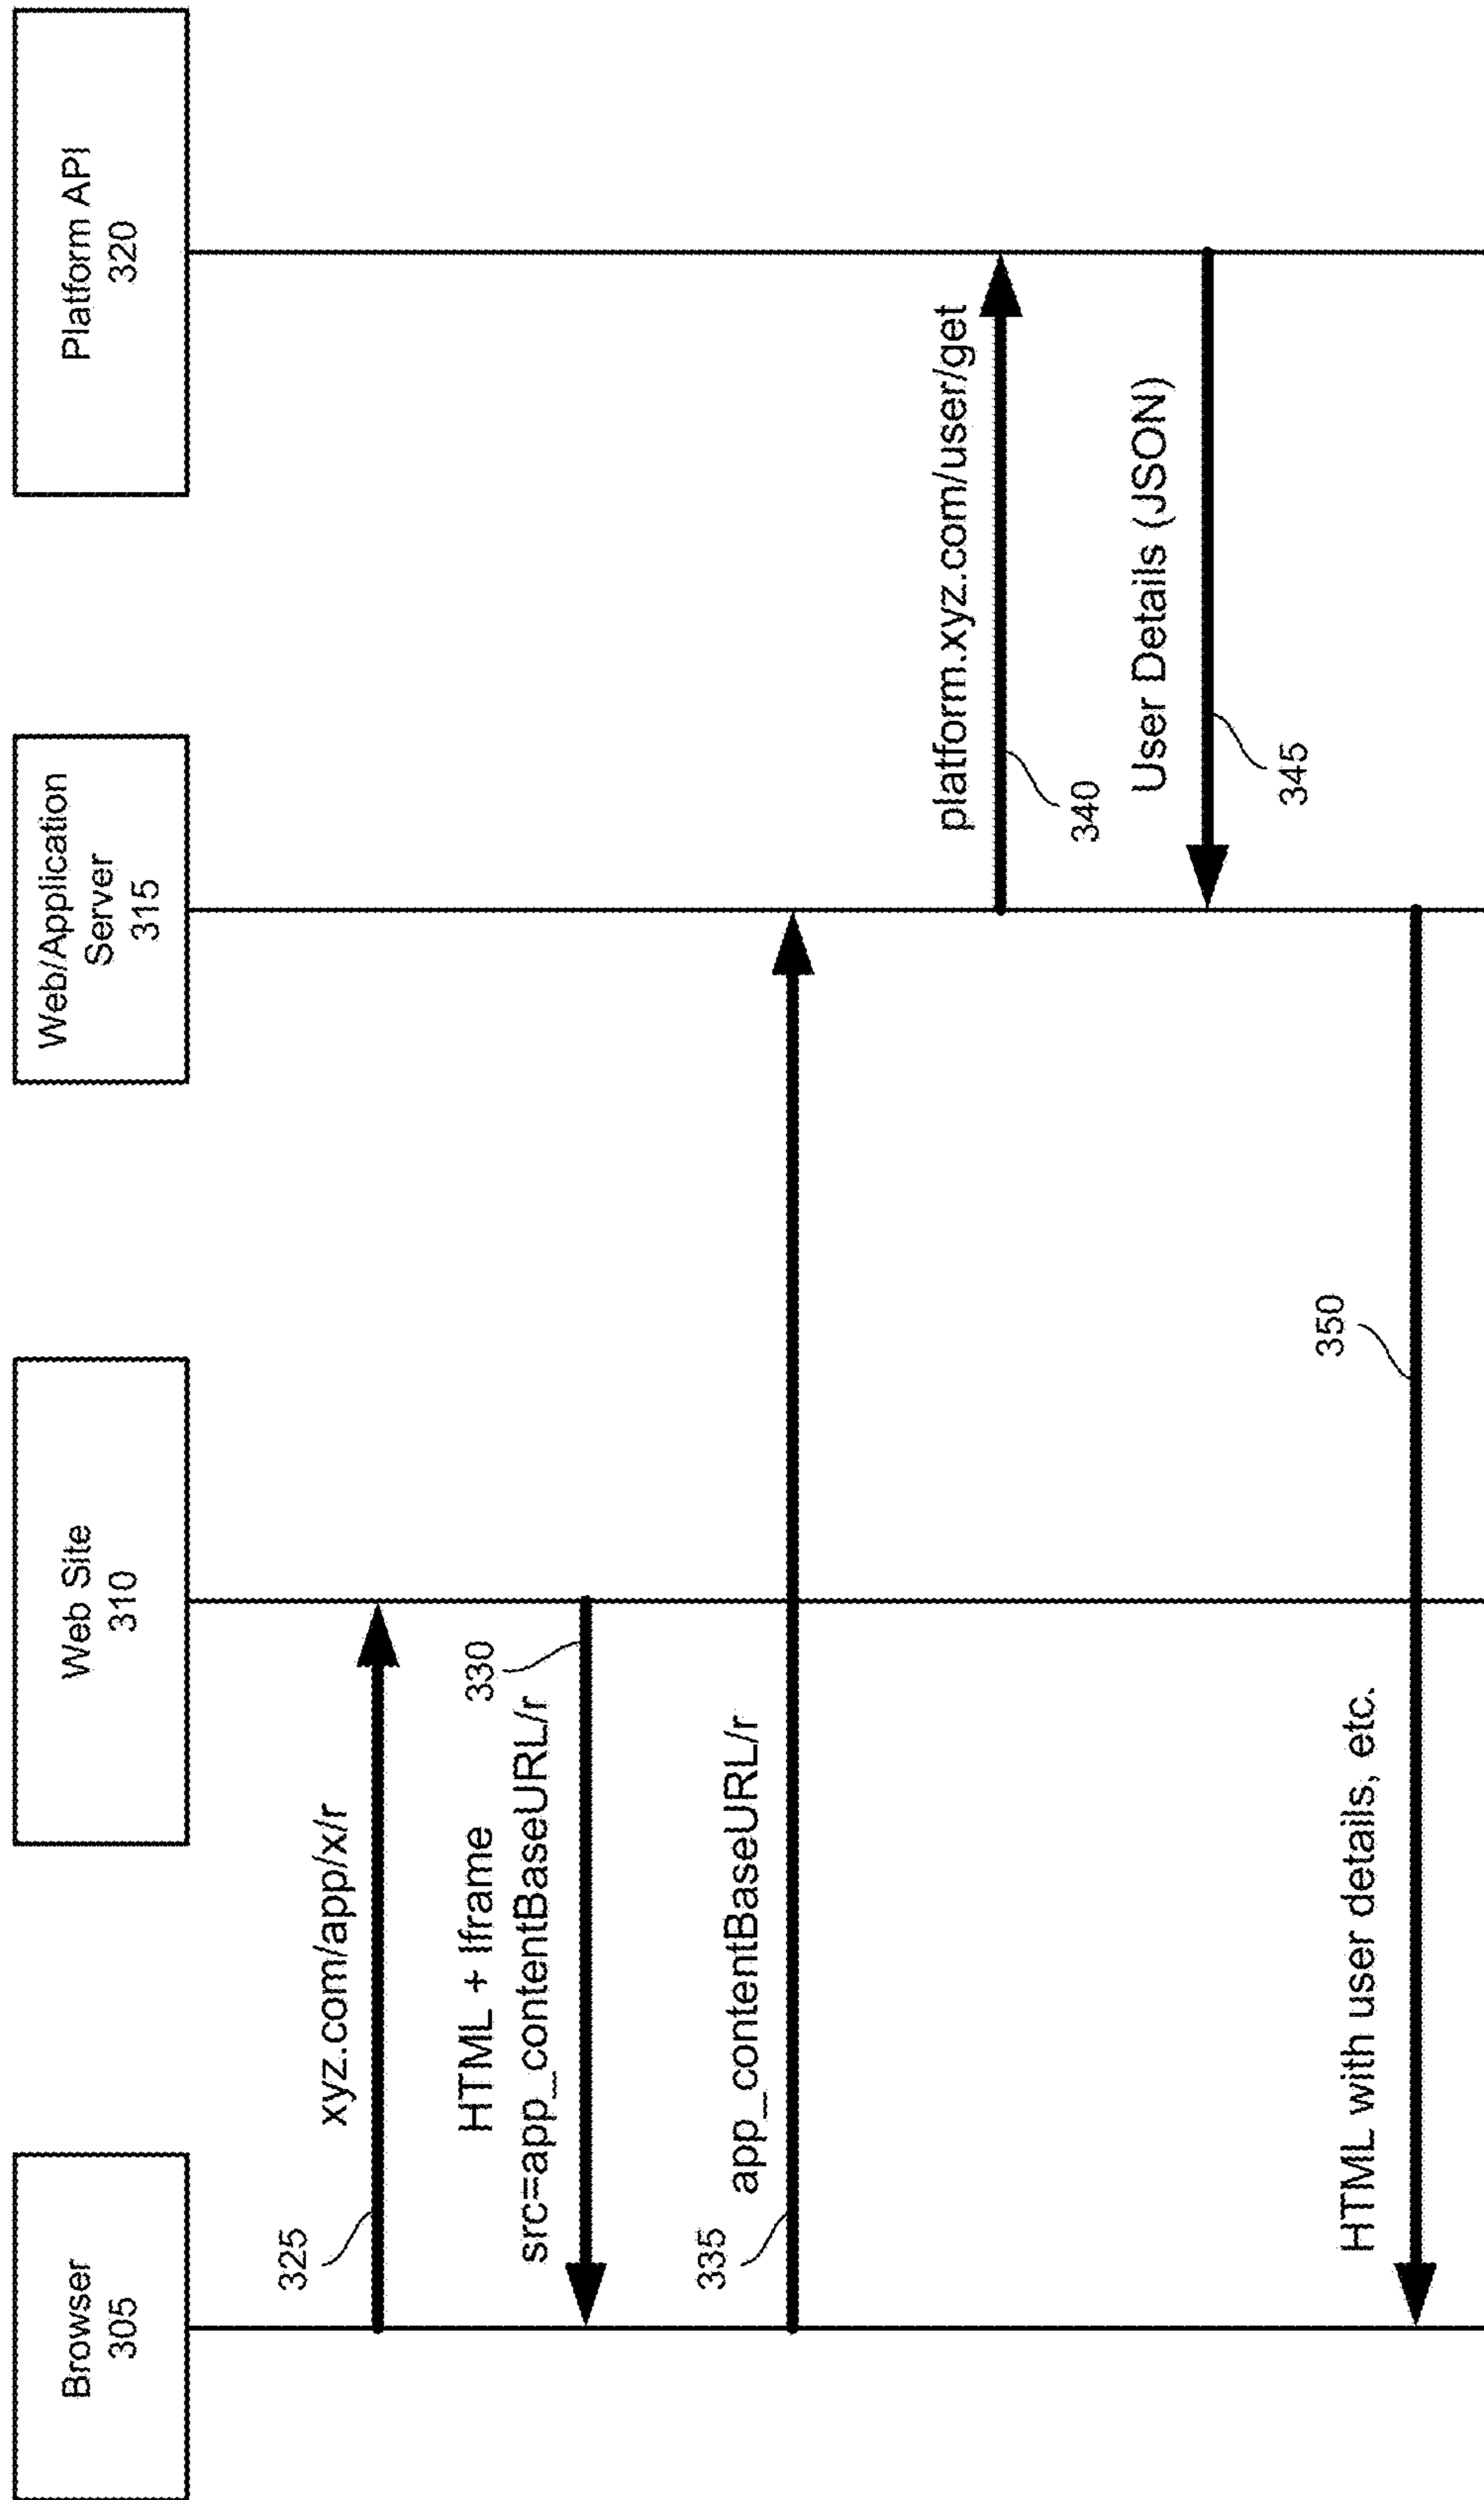 Browser
305
Web Site
310
Web/Application
Server
315
Platform API
320
325
xyz.com/app/x/r
HTML + Iframe
src=app_contentBaseURL/r
330
335
app_contentBaseURL/r
platform.xyz.com/user/get
340
User Details (JSON)
345
350
HTML with user details, etc.